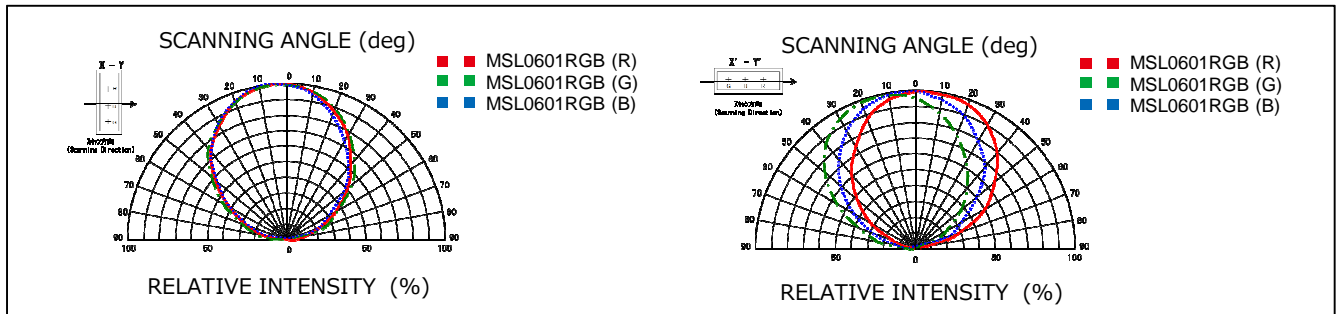 SCANNING ANGLE (deg)
X - Y
(Scanning Direction)
MSL0601RGB (R)
MSL0601RGB (G)
MSL0601RGB (B)
90 80 70 60 50 40 30 20 10 0 10 20 30 40 50 60 70 80 90
100 50 0 50 100
RELATIVE INTENSITY (%)
SCANNING ANGLE (deg)
X' - Y'
G B R
(Scanning Direction)
MSL0601RGB (R)
MSL0601RGB (G)
MSL0601RGB (B)
90 80 70 60 50 40 30 20 10 0 10 20 30 40 50 60 70 80 90
100 50 0 50 100
RELATIVE INTENSITY (%)